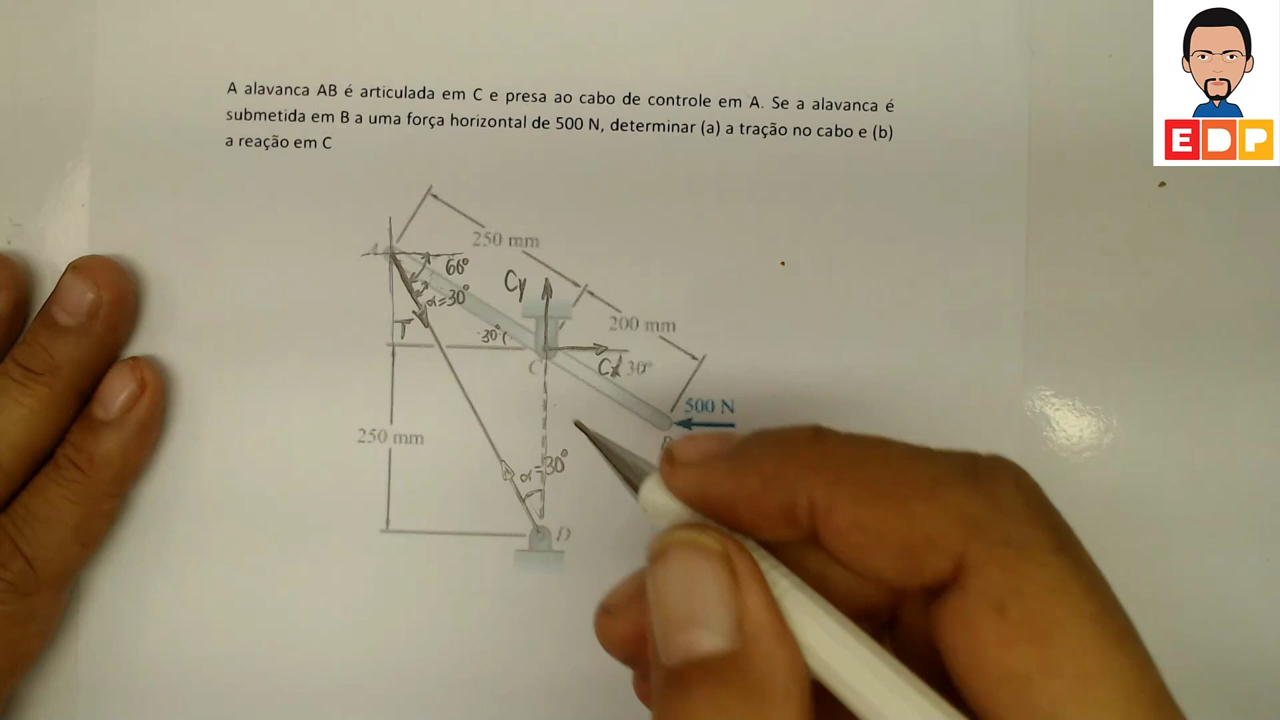 A alavanca AB é articulada em C e presa ao cabo de controle em A. Se a alavanca é
submetida em B a uma força horizontal de 500 N, determinar (a) a tração no cabo e (b)
a reação em C
EDP
250 mm
A
60°
α=30°
Cy
T
200 mm
30°
C
Cx
30°
500 N
B
250 mm
α=30°
D